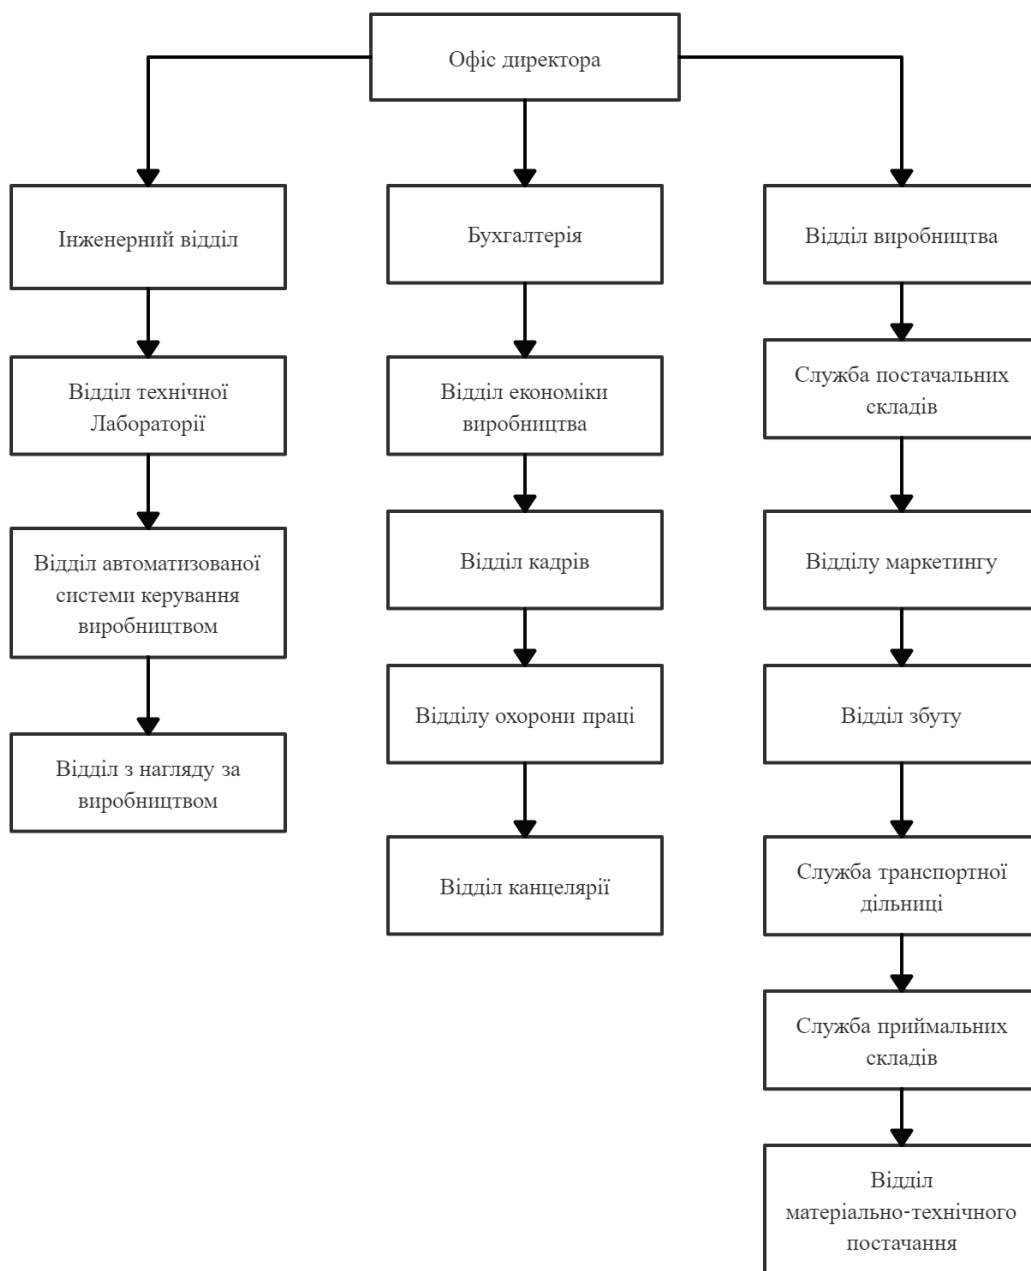 Офіс директора
Інженерний відділ
Відділ технічної
Лабораторії
Відділ автоматизованої
системи керування
виробництвом
Відділ з нагляду за
виробництвом
Бухгалтерія
Відділ економіки
виробництва
Відділ кадрів
Відділу охорони праці
Відділ канцелярії
Відділ виробництва
Служба постачальних
складів
Відділу маркетингу
Відділ збуту
Служба транспортної
дільниці
Служба приймальних
складів
Відділ
матеріально-технічного
постачання